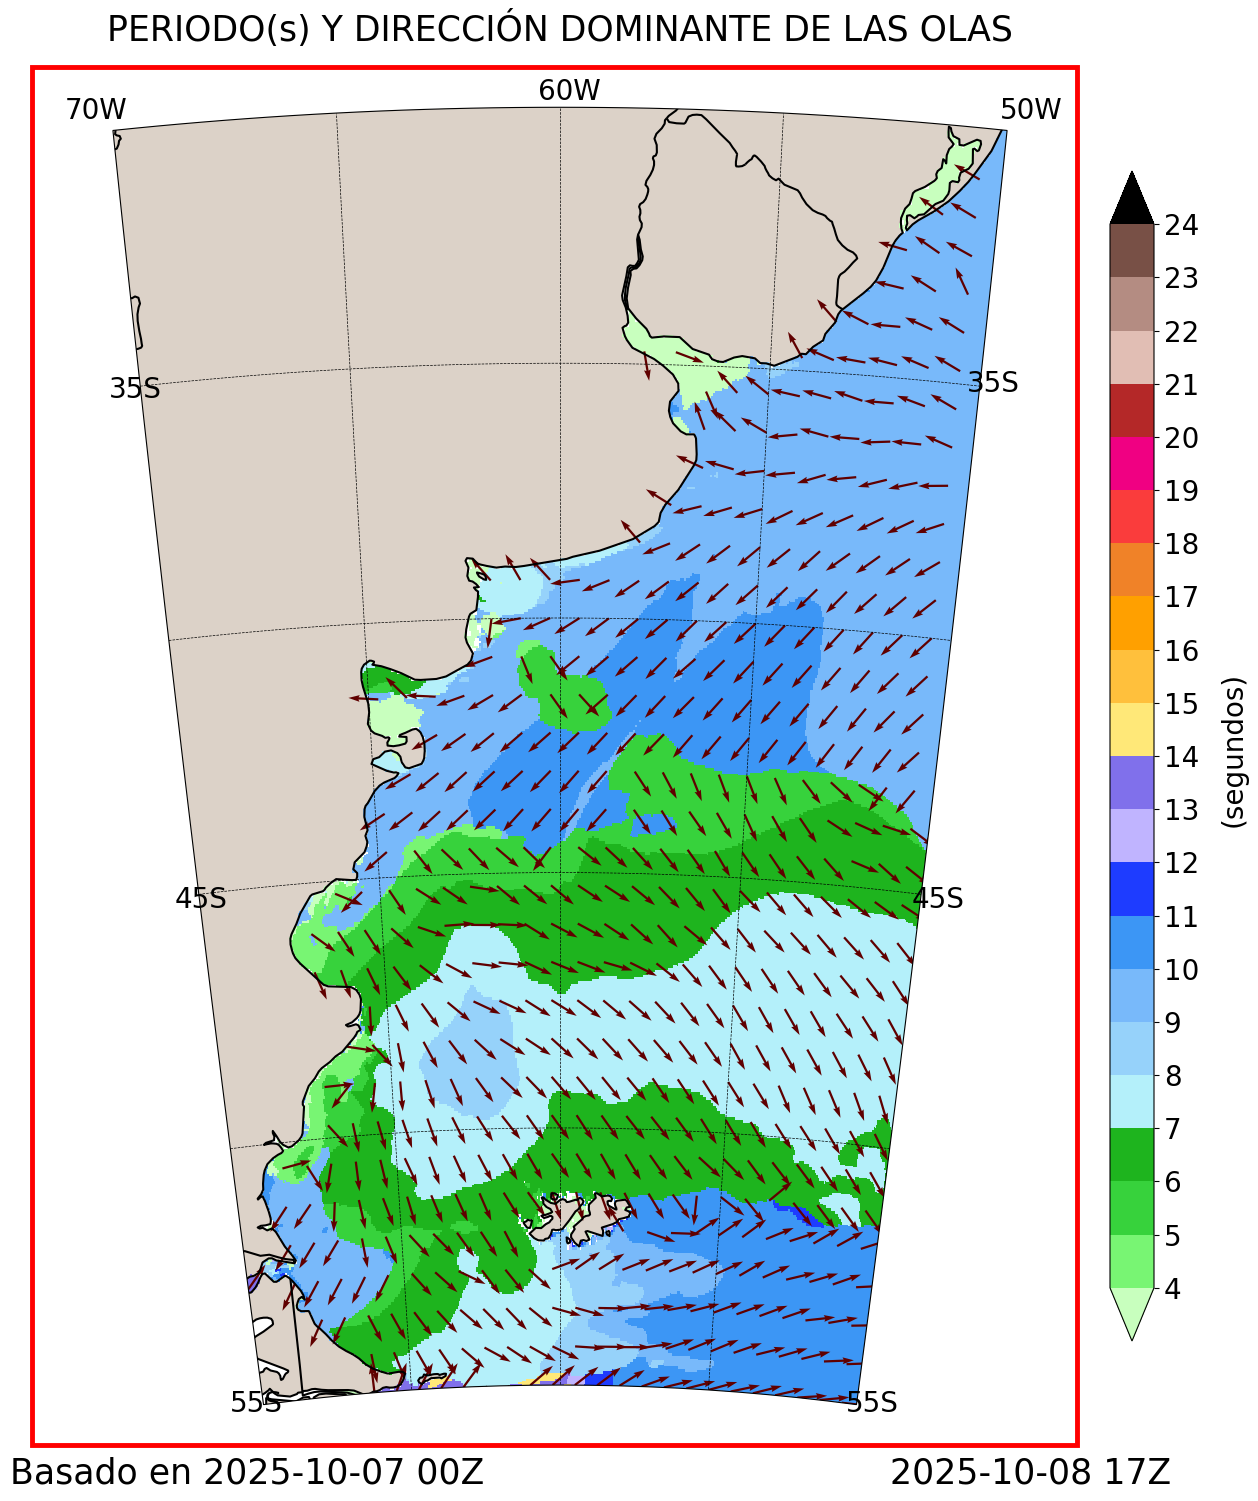 PERIODO(s) Y DIRECCIÓN DOMINANTE DE LAS OLAS
70W
60W
50W
35S
35S
45S
45S
55S
55S
24
23
22
21
20
19
18
17
16
15
14
13
12
11
10
9
8
7
6
5
4
(segundos)
Basado en 2025-10-07 00Z
2025-10-08 17Z